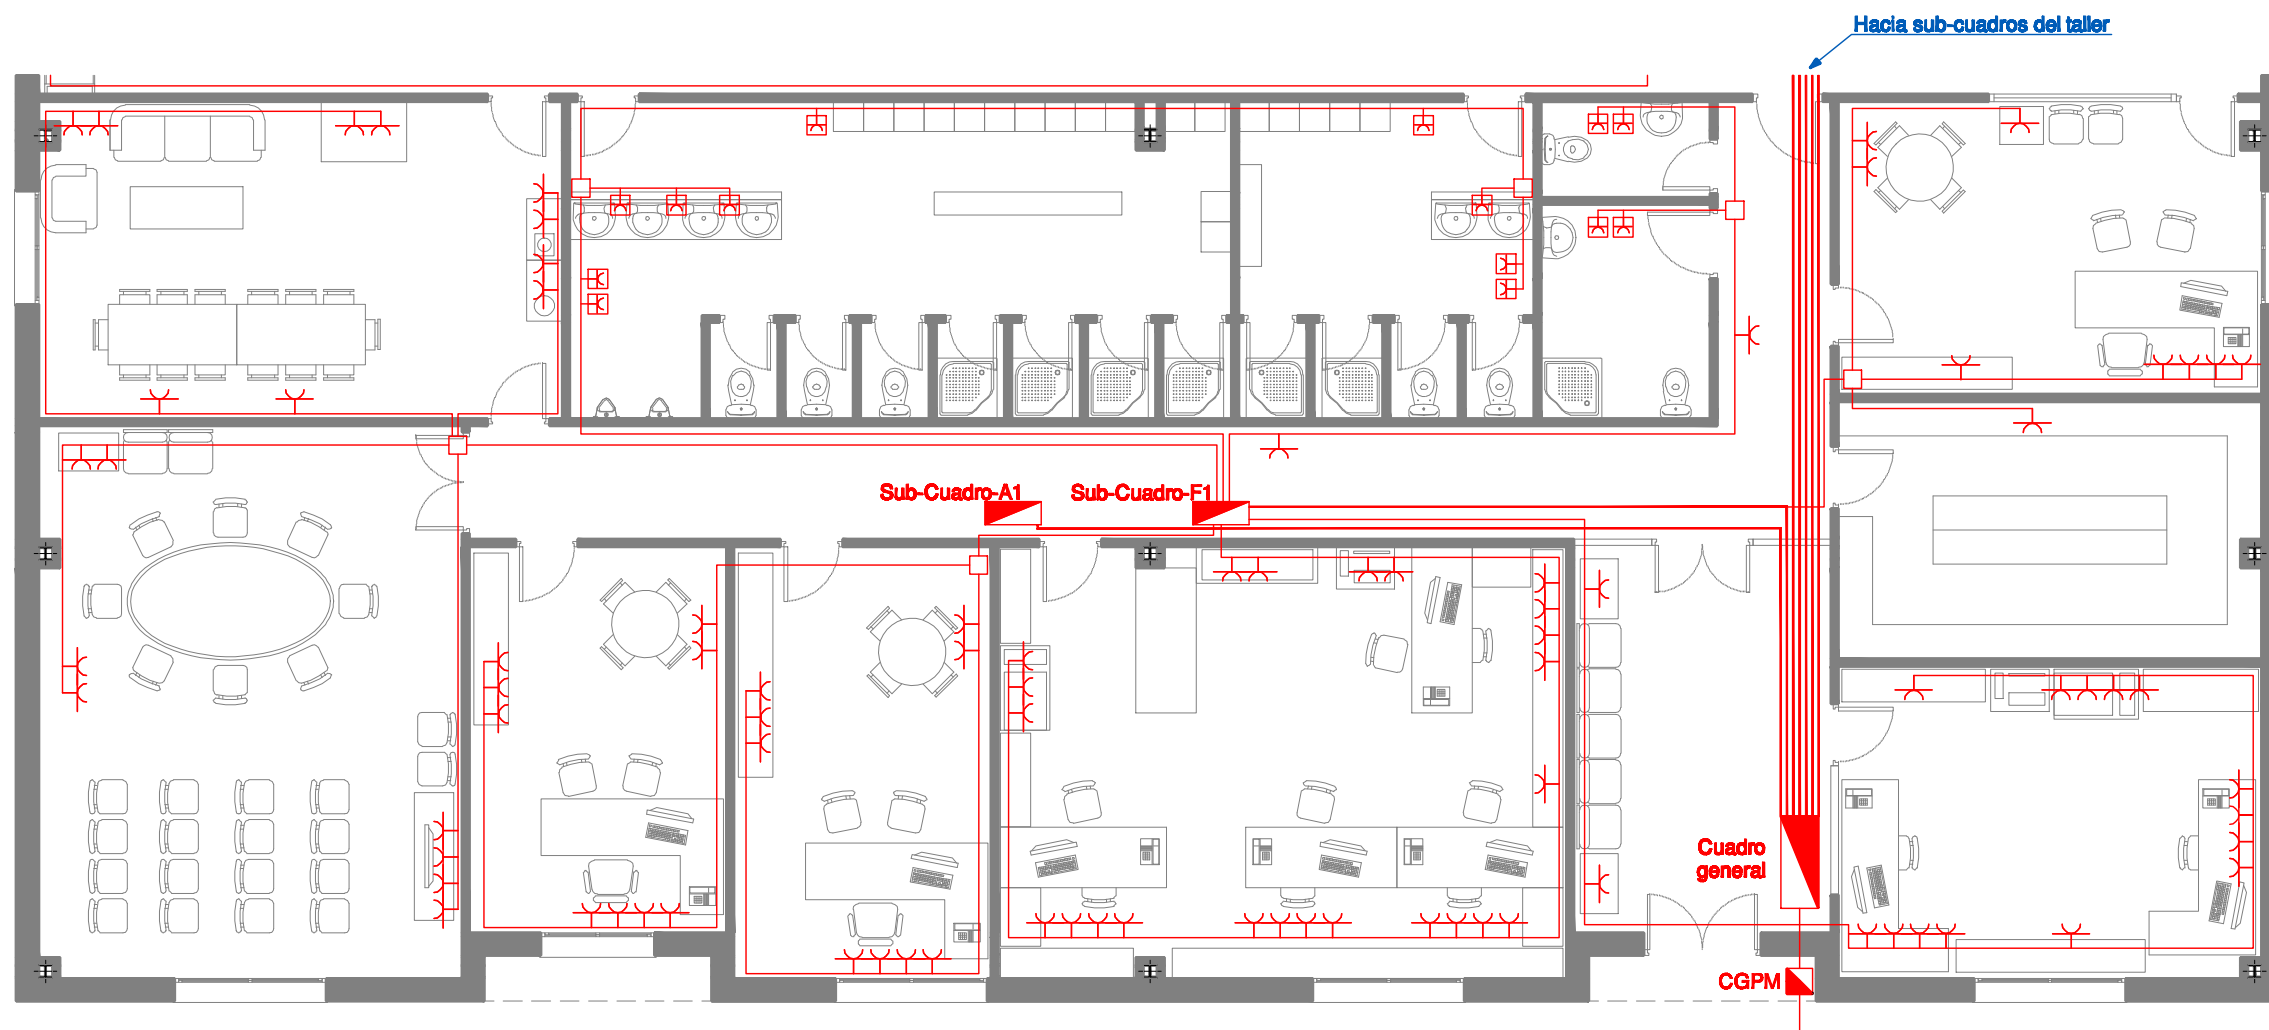 Hacia sub-cuadros del taller
Sub-Cuadro-A1
Sub-Cuadro-F1
Cuadro
general
CGPM